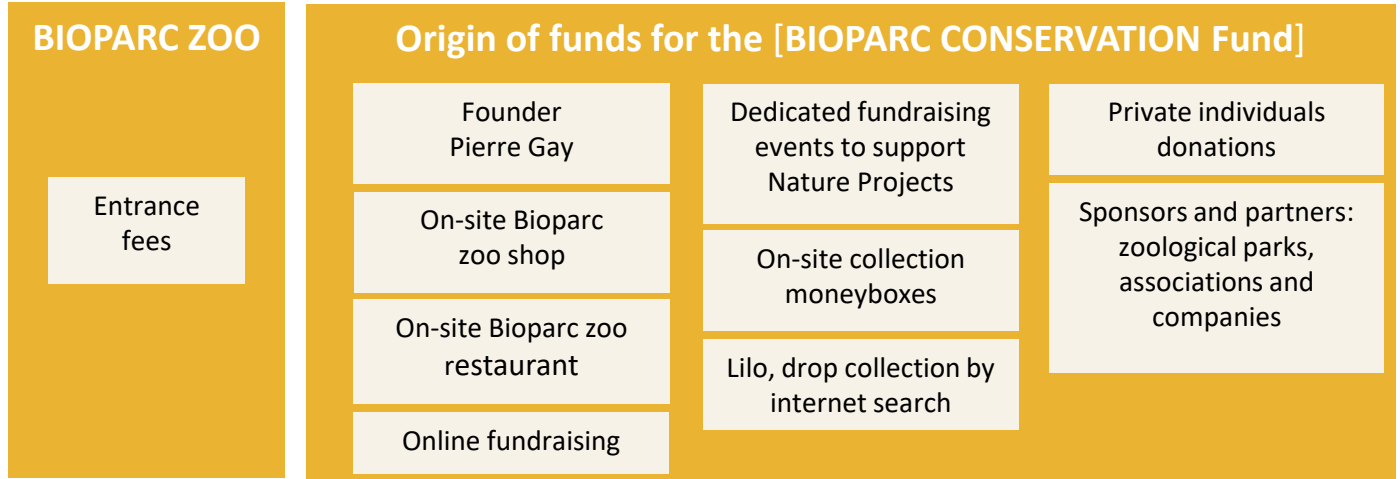 BIOPARC ZOO
Entrance
fees
Origin of funds for the [BIOPARC CONSERVATION Fund]
Founder
Pierre Gay
On-site Bioparc
zoo shop
On-site Bioparc zoo
restaurant
Online fundraising
Dedicated fundraising
events to support
Nature Projects
On-site collection
moneyboxes
Lilo, drop collection by
internet search
Private individuals
donations
Sponsors and partners:
zoological parks,
associations and
companies